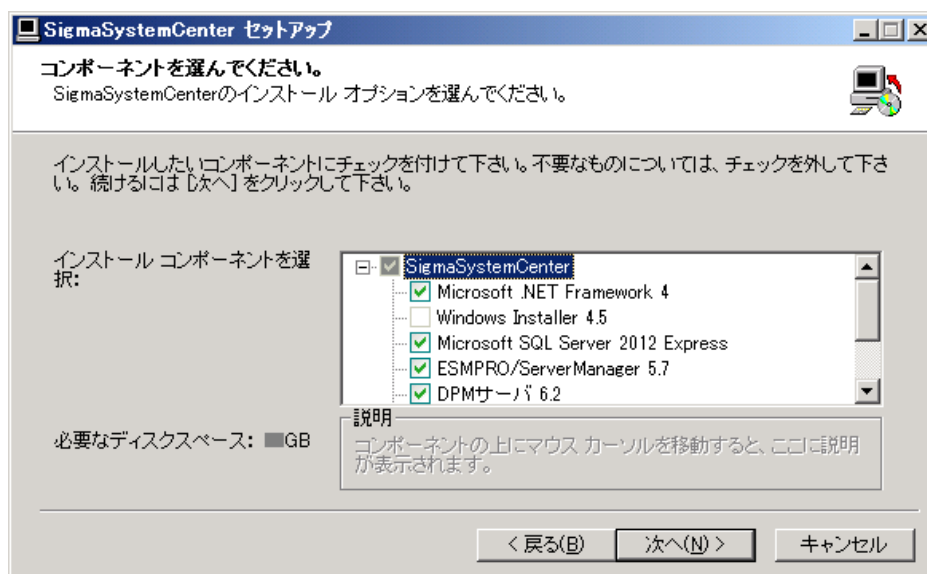 SigmaSystemCenter セットアップ
コンポーネントを選んでください。
SigmaSystemCenterのインストール オプションを選んでください。
インストールしたいコンポーネントにチェックを付けて下さい。不要なものについては、チェックを外して下さ
い。続けるには [次へ] をクリックして下さい。
インストール コンポーネントを選
択:
SigmaSystemCenter
Microsoft .NET Framework 4
Windows Installer 4.5
Microsoft SQL Server 2012 Express
ESMPRO/ServerManager 5.7
DPMサーバ 6.2
必要なディスクスペース: GB
説明
コンポーネントの上にマウス カーソルを移動すると、ここに説明
が表示されます。
< 戻る(B)
次へ(N) >
キャンセル